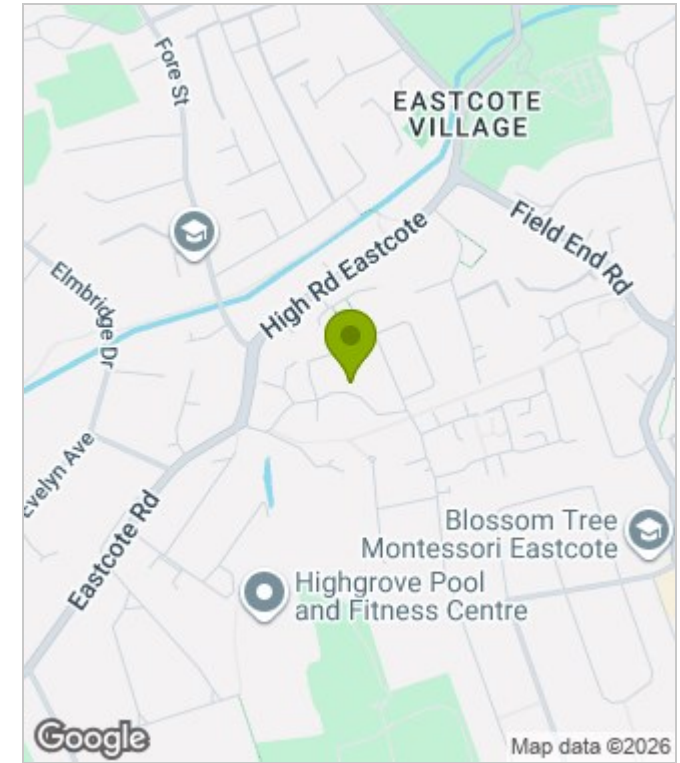 Fore St
EASTCOTE
VILLAGE
Field End Rd
High Rd Eastcote
Elmbridge Dr
Evelyn Ave
Eastcote Rd
Blossom Tree
Montessori Eastcote
Highgrove Pool
and Fitness Centre
Google
Map data ©2026